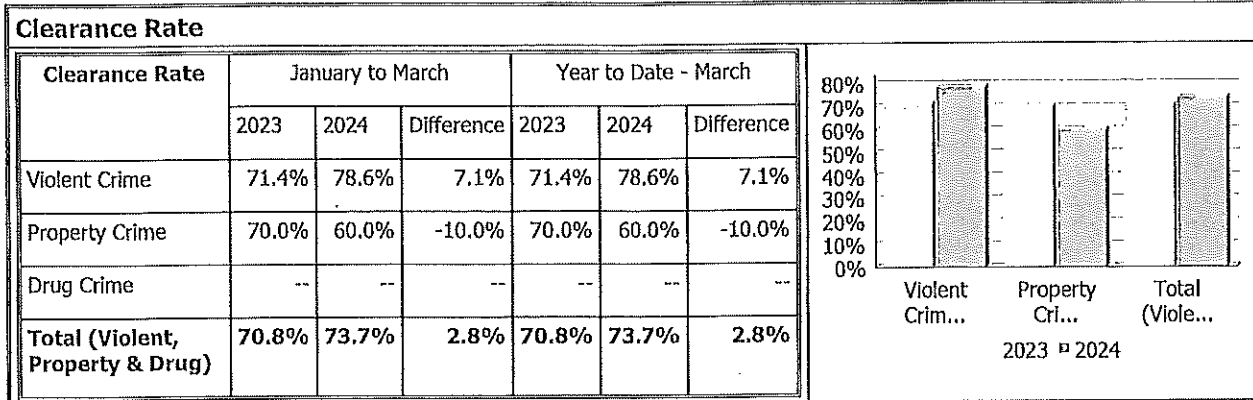 Clearance Rate
Clearance Rate January to March Year to Date - March
2023 2024 Difference 2023 2024 Difference
Violent Crime 71.4% 78.6% 7.1% 71.4% 78.6% 7.1%
Property Crime 70.0% 60.0% -10.0% 70.0% 60.0% -10.0%
Drug Crime -- -- -- -- -- --
Total (Violent, 70.8% 73.7% 2.8% 70.8% 73.7% 2.8%
Property & Drug)
80%
70%
60%
50%
40%
30%
20%
10%
0%
Violent Property Total
Crim... Cri... (Viole...
2023 2024